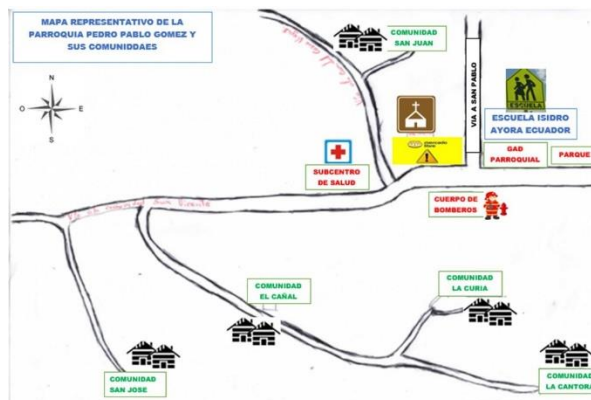 MAPA REPRESENTATIVO DE LA
PARROQUIA PEDRO PABLO GOMEZ Y
SUS COMUNIDDAES
COMUNIDAD
SAN JUAN
N
O
E
S
VIA A SAN PABLO
ESCUELA
ESCUELA ISIDRO
AYORA ECUADOR
SUBCENTRO
DE SALUD
GAD
PARROQUIAL
PARQUE
CUERPO DE
BOMBEROS
COMUNIDAD
EL CAÑAL
COMUNIDAD
LA CURIA
COMUNIDAD
SAN JOSE
COMUNIDAD
LA CANTORA